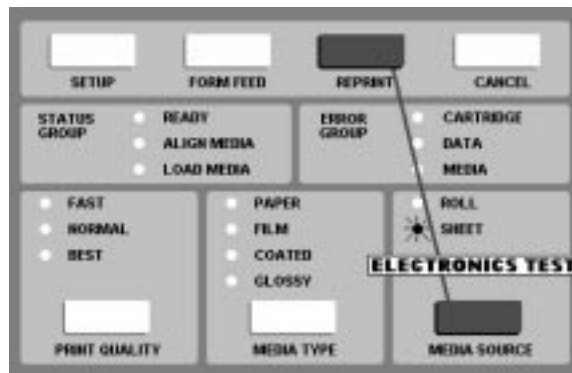 SETUP FORM FEED REPRINT CANCEL
STATUS GROUP
READY
ALIGN MEDIA
LOAD MEDIA
ERROR GROUP
CARTRIDGE
DATA
MEDIA
FAST
NORMAL
BEST
PRINT QUALITY
PAPER
FILM
COATED
GLOSSY
MEDIA TYPE
ROLL
SHEET
ELECTRONICS TEST
MEDIA SOURCE